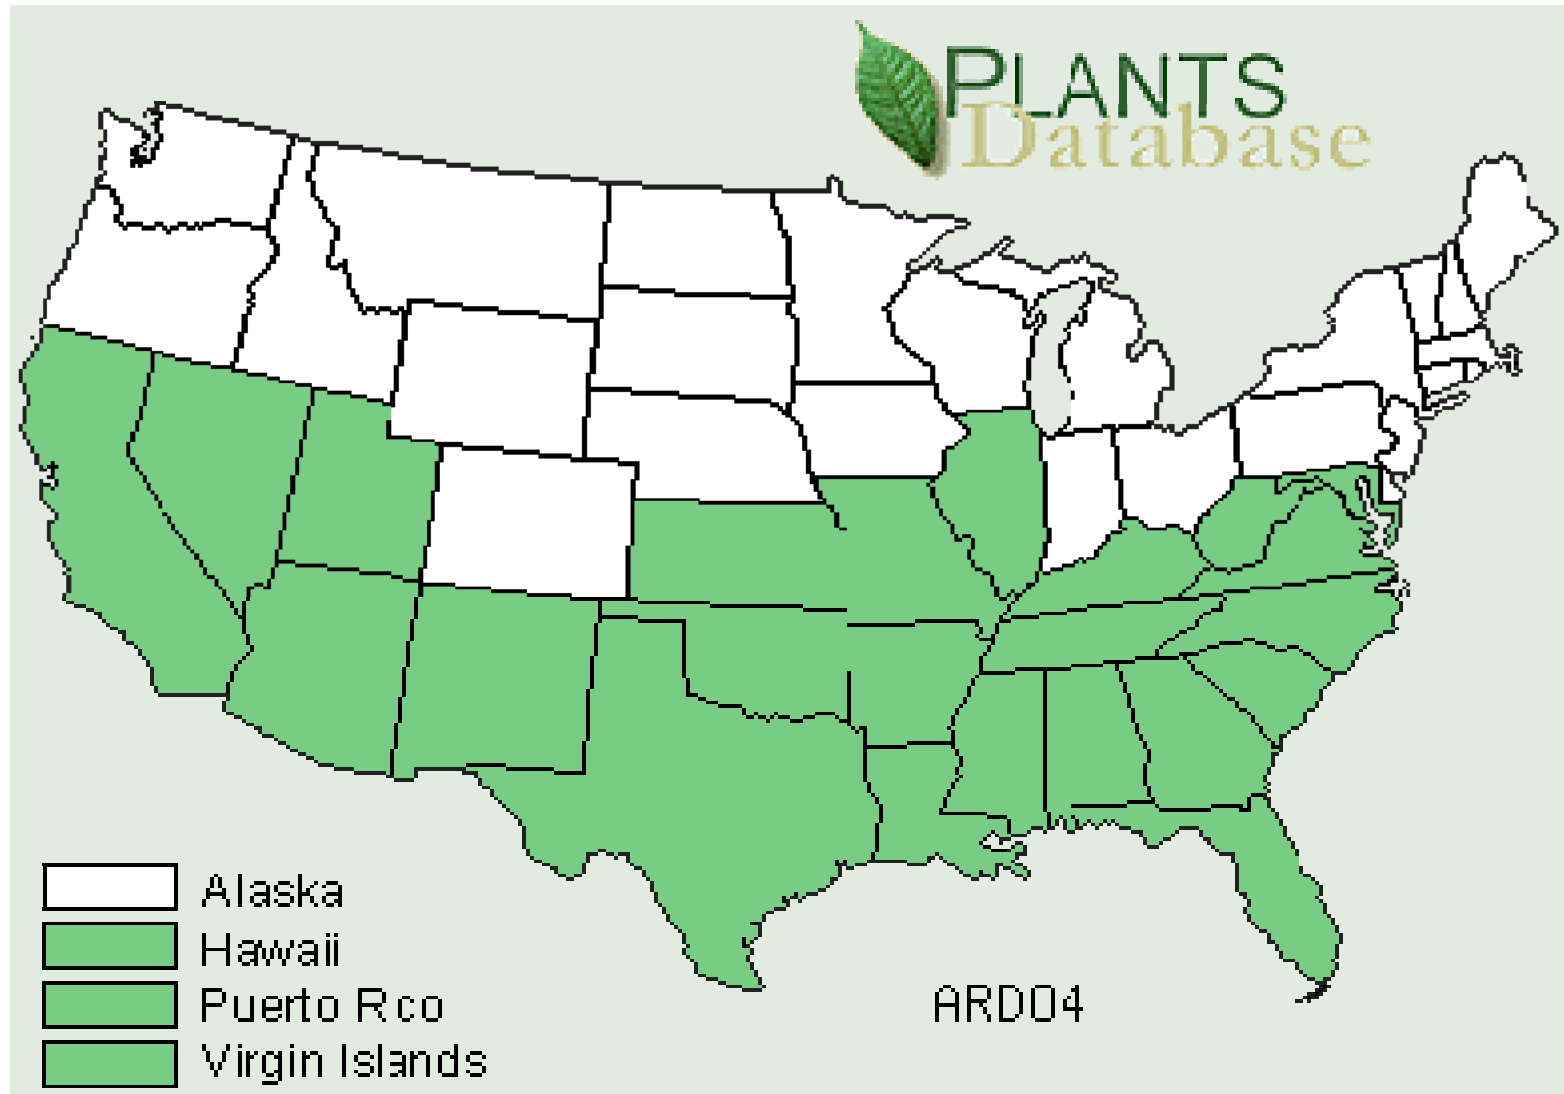 PLANTS
Database
Alaska
Hawaii
Puerto Rco
Virgin Islands
ARDO4